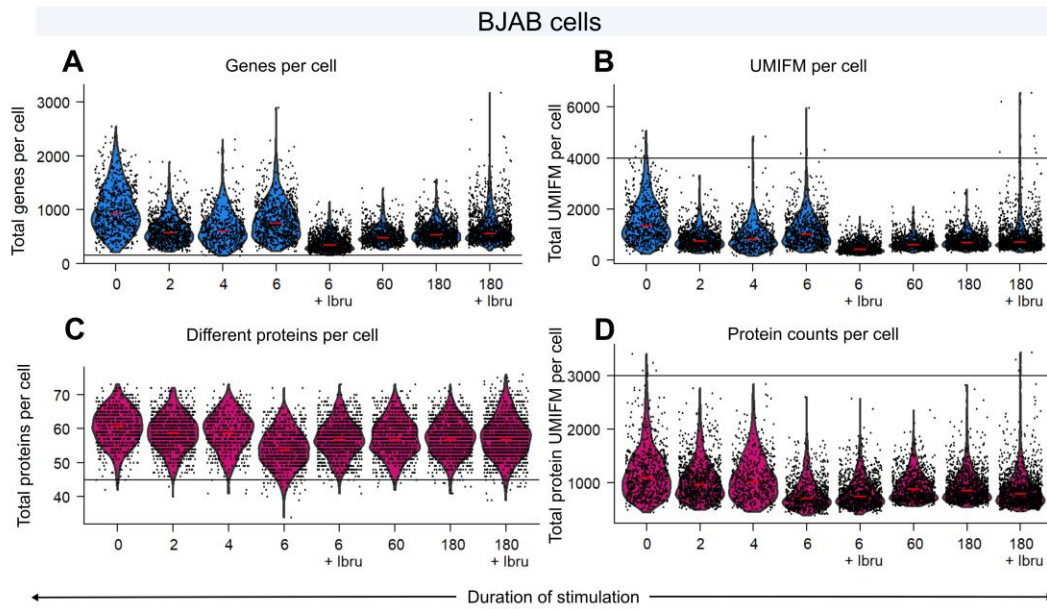 BJAB cells
A
Genes per cell
Total genes per cell
3000
2000
1000
0
0 2 4 6 6 60 180 180
+ Ibru + Ibru
B
UMIFM per cell
Total UMIFM per cell
6000
4000
2000
0
0 2 4 6 6 60 180 180
+ Ibru + Ibru
C
Different proteins per cell
Total proteins per cell
70
60
50
40
0 2 4 6 6 60 180 180
+ Ibru + Ibru
D
Protein counts per cell
Total protein UMIFM per cell
3000
2000
1000
0 2 4 6 6 60 180 180
+ Ibru + Ibru
Duration of stimulation